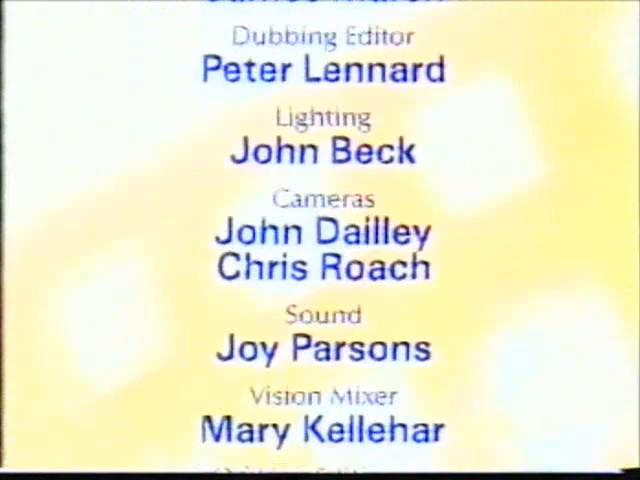 Dubbing Editor
Peter Lennard
Lighting
John Beck
Cameras
John Dailley
Chris Roach
Sound
Joy Parsons
Vision Mixer
Mary Kellehar